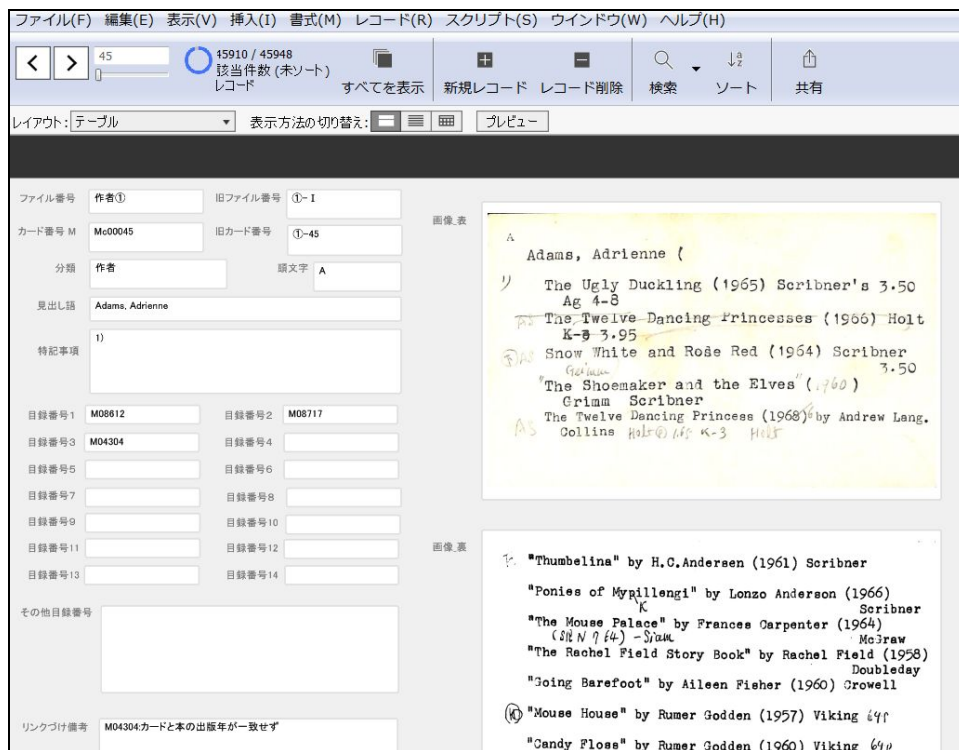 ファイル(F) 編集(E) 表示(V) 挿入(I) 書式(M) レコード(R) スクリプト(S) ウインドウ(W) ヘルプ(H)
45
45910 / 45948
該当件数 (未ソート)
レコード
すべてを表示
新規レコード
レコード削除
検索
ソート
共有
レイアウト: テーブル
表示方法の切り替え:
プレビュー
ファイル番号 作者①
旧ファイル番号 ①-I
カード番号 M Mc00045
旧カード番号 ①-45
分類 作者
頭文字 A
見出し語 Adams, Adrienne
特記事項 1)
目録番号1 M08612
目録番号2 M08717
目録番号3 M04304
目録番号4
目録番号5
目録番号6
目録番号7
目録番号8
目録番号9
目録番号10
目録番号11
目録番号12
目録番号13
目録番号14
その他目録番号
リンクづけ備考 M04304:カードと本の出版年が一致せず
画像_表
A
Adams, Adrienne (
1) The Ugly Duckling (1965) Scribner's 3.50
Ag 4-8
AS The Twelve Dancing Princesses (1966) Holt
K-3 3.95
AS Snow White and Rose Red (1964) Scribner
3.50
"The Shoemaker and the Elves" (1960)
Grimm Scribner
The Twelve Dancing Princess (1968) by Andrew Lang.
AS Collins Holt K-3 Holt
画像_裏
"Thumbelina" by H.C.Andersen (1961) Scribner
"Ponies of Mykillengi" by Lonzo Anderson (1966)
Scribner
"The Mouse Palace" by Frances Carpenter (1964)
- Siam McGraw
"The Rachel Field Story Book" by Rachel Field (1958)
Doubleday
"Going Barefoot" by Aileen Fisher (1960) Crowell
"Mouse House" by Rumer Godden (1957) Viking
"Candy Floss" by Rumer Godden (1960) Viking